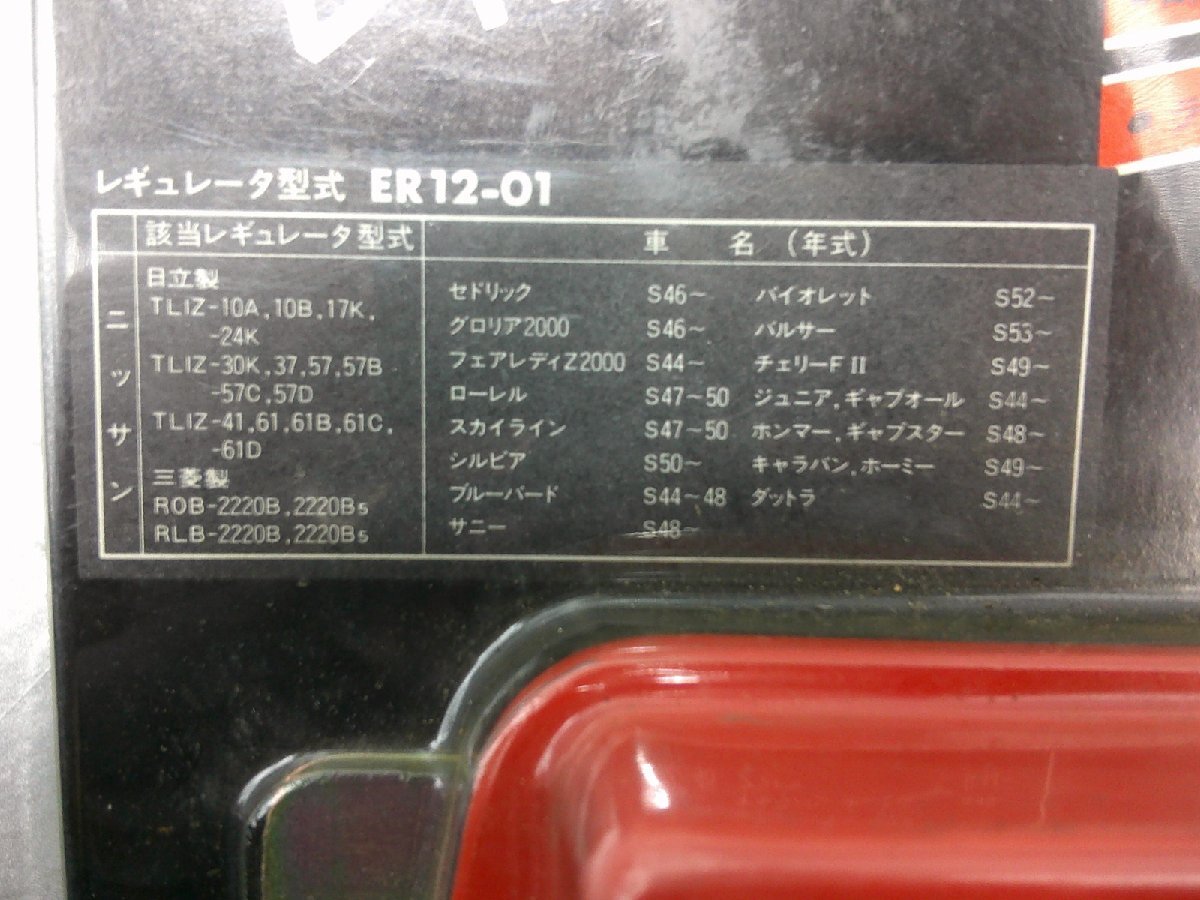 レギュレータ型式 ER12-01
該当レギュレータ型式 車 名 (年式)
ニッサン
日立製
TLIZ-10A, 10B, 17K,
-24K
TLIZ-30K, 37, 57, 57B
-57C, 57D
TLIZ-41, 61, 61B, 61C,
-61D
三菱製
ROB-2220B, 2220Bs
RLB-2220B, 2220Bs
セドリック S46~
グロリア2000 S46~
フェアレディZ2000 S44~
ローレル S47~50
スカイライン S47~50
シルビア S50~
ブルーバード S44~48
サニー S48~
バイオレット S52~
パルサー S53~
チェリーFII S49~
ジュニア, ギャブオール S44~
ホンマー, ギャブスター S48~
キャラバン, ホーミー S49~
ダットラ S44~